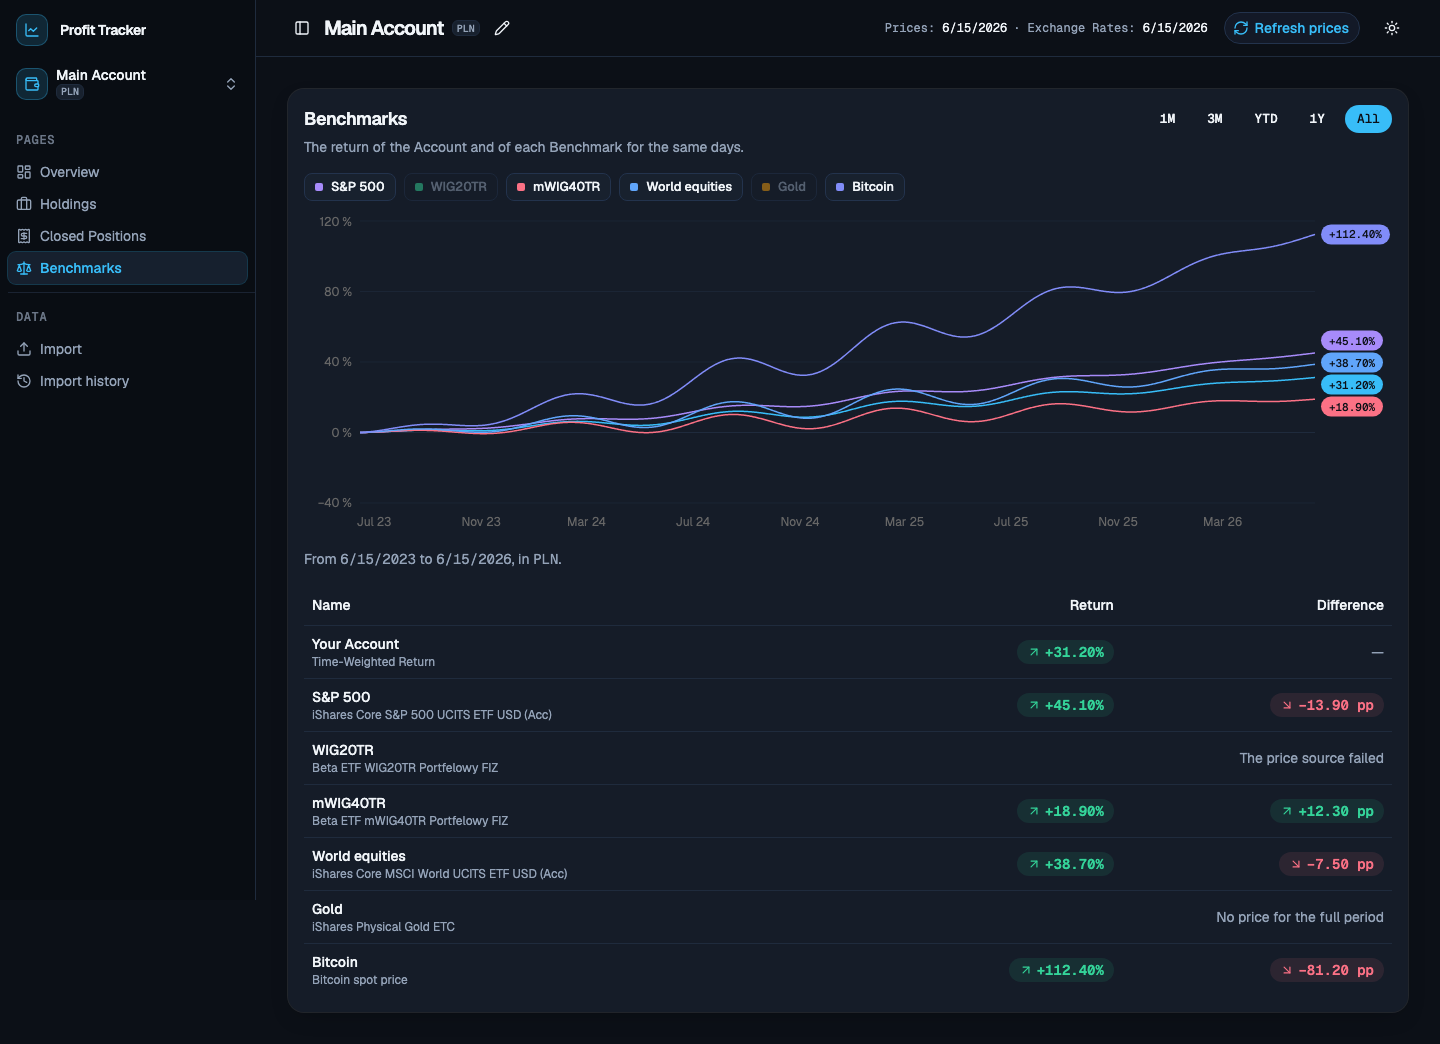 Profit Tracker
Main Account
PLN
PAGES
Overview
Holdings
Closed Positions
Benchmarks
DATA
Import
Import history
Main Account PLN
Prices: 6/15/2026 · Exchange Rates: 6/15/2026
Refresh prices
Benchmarks
1M 3M YTD 1Y All
The return of the Account and of each Benchmark for the same days.
S&P 500 WIG20TR mWIG40TR World equities Gold Bitcoin
120 %
80 %
40 %
0 %
−40 %
+112.40%
+45.10%
+38.70%
+31.20%
+18.90%
Jul 23 Nov 23 Mar 24 Jul 24 Nov 24 Mar 25 Jul 25 Nov 25 Mar 26
From 6/15/2023 to 6/15/2026, in PLN.
Name Return Difference
Your Account
Time-Weighted Return
+31.20% —
S&P 500
iShares Core S&P 500 UCITS ETF USD (Acc)
+45.10% −13.90 pp
WIG20TR
Beta ETF WIG20TR Portfelowy FIZ
The price source failed
mWIG40TR
Beta ETF mWIG40TR Portfelowy FIZ
+18.90% +12.30 pp
World equities
iShares Core MSCI World UCITS ETF USD (Acc)
+38.70% −7.50 pp
Gold
iShares Physical Gold ETC
No price for the full period
Bitcoin
Bitcoin spot price
+112.40% −81.20 pp